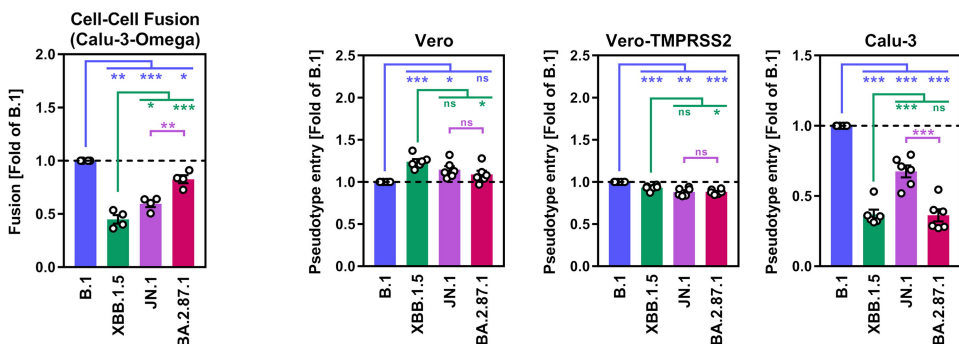 Cell-Cell Fusion
(Calu-3-Omega)
Fusion [Fold of B.1]
2.0
1.5
1.0
0.5
0.0
** *** *
* ***
**
B.1
XBB.1.5
JN.1
BA.2.87.1
Vero
Pseudotype entry [Fold of B.1]
2.5
2.0
1.5
1.0
0.5
0.0
*** * ns
ns *
ns
B.1
XBB.1.5
JN.1
BA.2.87.1
Vero-TMPRSS2
Pseudotype entry [Fold of B.1]
2.5
2.0
1.5
1.0
0.5
0.0
*** ** ***
ns *
ns
B.1
XBB.1.5
JN.1
BA.2.87.1
Calu-3
Pseudotype entry [Fold of B.1]
1.5
1.0
0.5
0.0
*** *** ***
*** ns
***
B.1
XBB.1.5
JN.1
BA.2.87.1